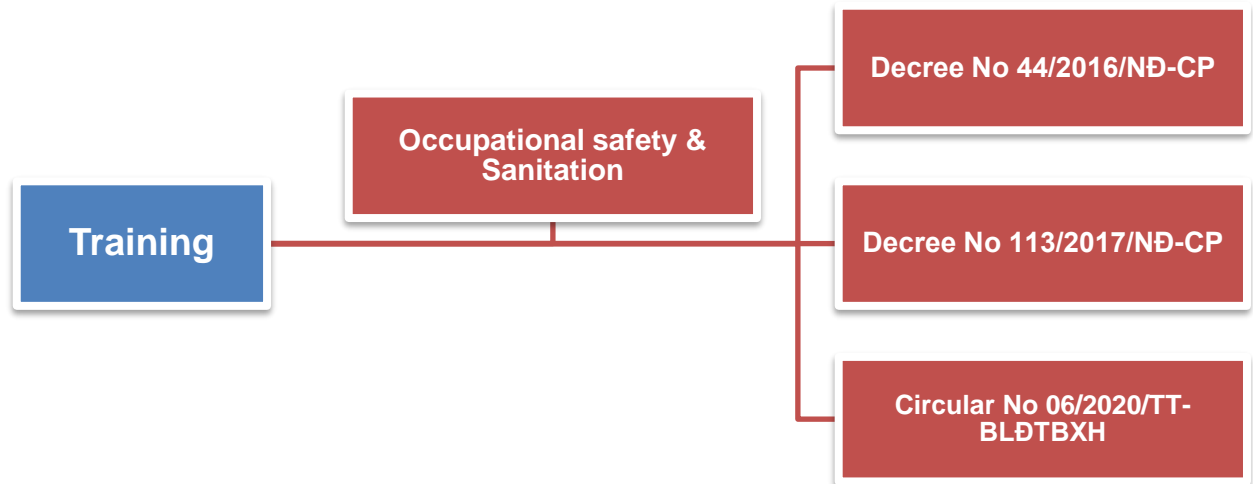 Training
Occupational safety &
Sanitation
Decree No 44/2016/NĐ-CP
Decree No 113/2017/NĐ-CP
Circular No 06/2020/TT-
BLĐTBXH